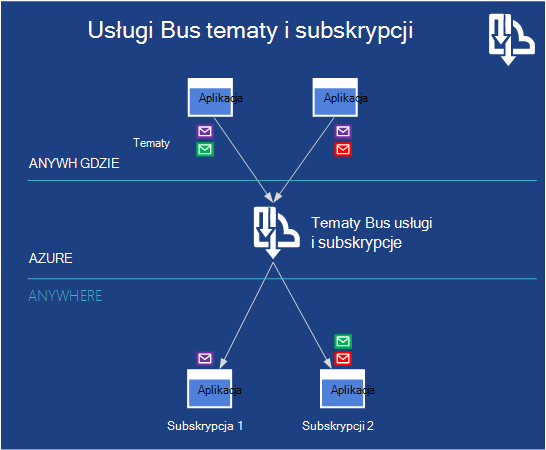 Usługi Bus tematy i subskrypcji
Aplikacja
Aplikacja
Tematy
ANYWH GDZIE
Tematy Bus usługi
i subskrypcje
AZURE
ANYWHERE
Aplikacja
Aplikacja
Subskrypcja 1
Subskrypcji 2